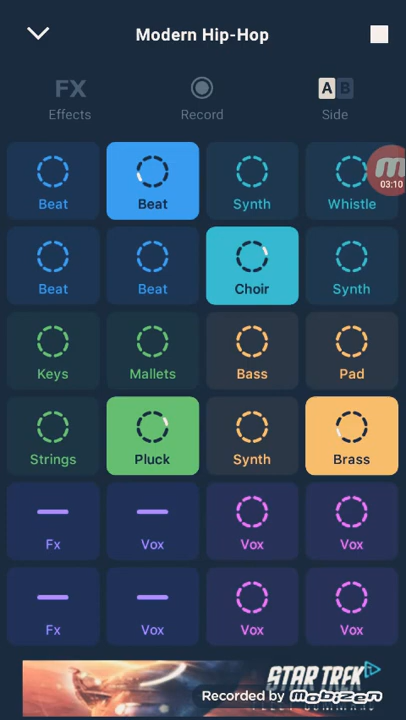 Modern Hip-Hop
FX
A B
Effects
Record
Side
Beat
Beat
Synth
Whistle
03:10
Beat
Beat
Choir
Synth
Keys
Mallets
Bass
Pad
Strings
Pluck
Synth
Brass
Fx
Vox
Vox
Vox
Fx
Vox
Vox
Vox
STAR TREK
Recorded by MOBIZEN